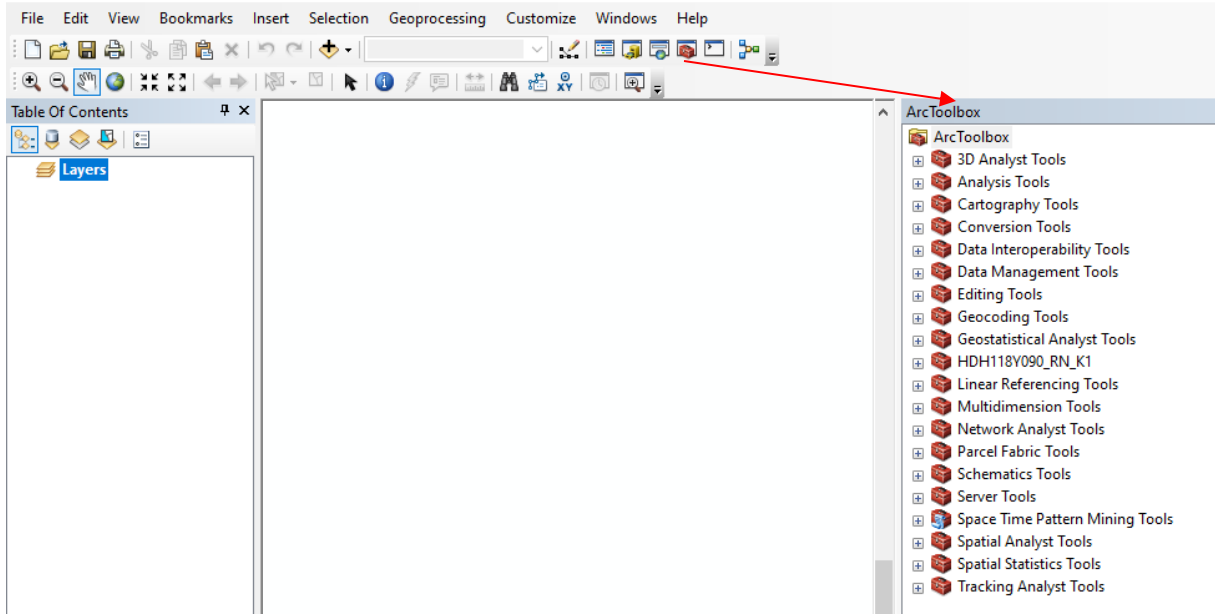 File Edit View Bookmarks Insert Selection Geoprocessing Customize Windows Help
XY
Table Of Contents
Layers
ArcToolbox
ArcToolbox
3D Analyst Tools
Analysis Tools
Cartography Tools
Conversion Tools
Data Interoperability Tools
Data Management Tools
Editing Tools
Geocoding Tools
Geostatistical Analyst Tools
HDH118Y090_RN_K1
Linear Referencing Tools
Multidimension Tools
Network Analyst Tools
Parcel Fabric Tools
Schematics Tools
Server Tools
Space Time Pattern Mining Tools
Spatial Analyst Tools
Spatial Statistics Tools
Tracking Analyst Tools